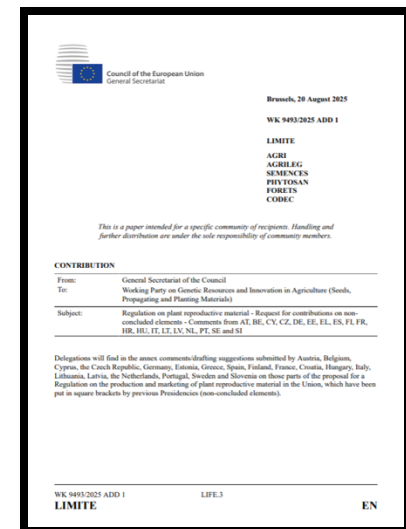 Council of the European Union
General Secretariat
Brussels, 20 August 2025
WK 9493/2025 ADD 1
LIMITE
AGRI
AGRILEG
SEMENCES
PHYTOSAN
FORETS
CODEC
This is a paper intended for a specific community of recipients. Handling and
further distribution are under the sole responsibility of community members.
CONTRIBUTION
From: General Secretariat of the Council
To: Working Party on Genetic Resources and Innovation in Agriculture (Seeds,
Propagating and Planting Materials)
Subject: Regulation on plant reproductive material - Request for contributions on non-
concluded elements - Comments from AT, BE, CY, CZ, DE, EE, EL, ES, FI, FR,
HR, HU, IT, LT, LV, NL, PT, SE and SI
Delegations will find in the annex comments/drafting suggestions submitted by Austria, Belgium,
Cyprus, the Czech Republic, Germany, Estonia, Greece, Spain, Finland, France, Croatia, Hungary, Italy,
Lithuania, Latvia, the Netherlands, Portugal, Sweden and Slovenia on those parts of the proposal for a
Regulation on the production and marketing of plant reproductive material in the Union, which have been
put in square brackets by previous Presidencies (non-concluded elements).
WK 9493/2025 ADD 1 LIFE.3
LIMITE EN